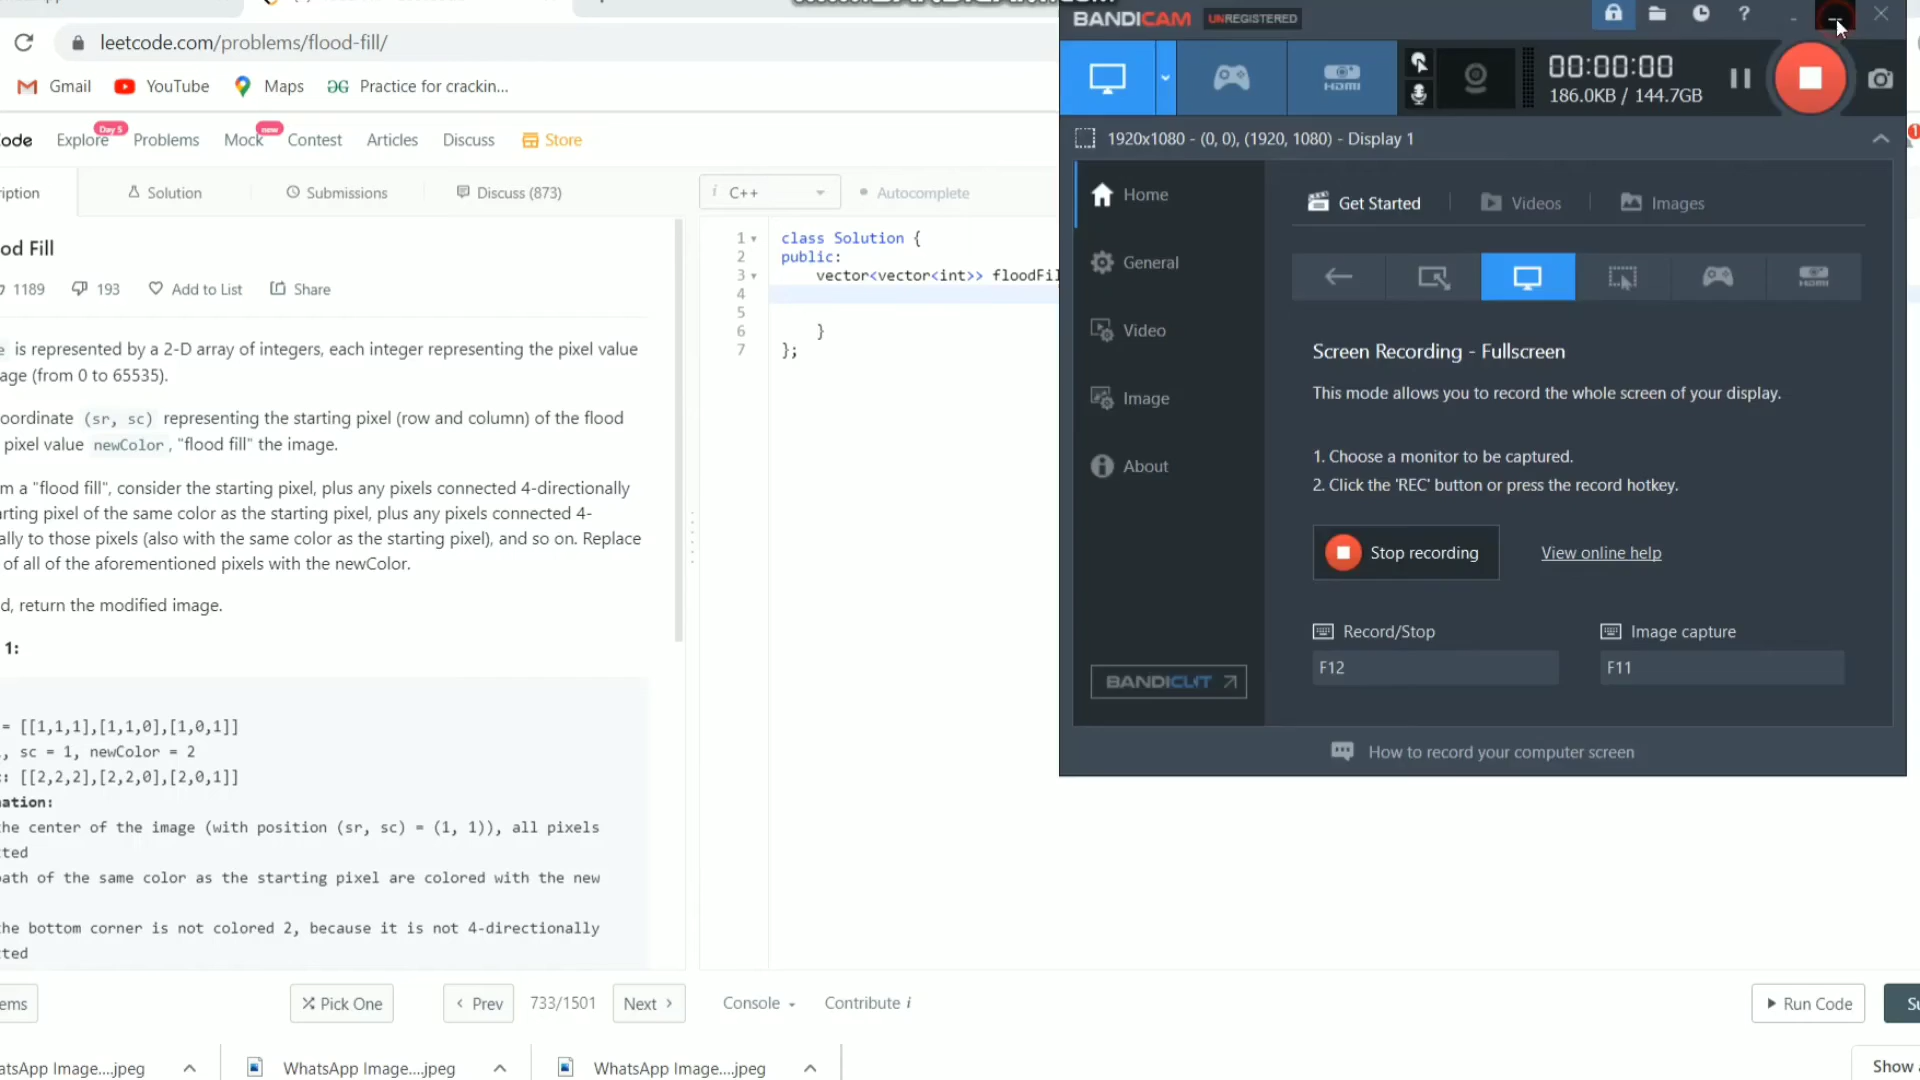 BANDICAM UNREGISTERED
leetcode.com/problems/flood-fill/
Gmail YouTube Maps Practice for crackin...
00:00:00
186.0KB / 144.7GB
HDMI
1920x1080 - (0, 0), (1920, 1080) - Display 1
ode Explore Day 5 Problems Mock new Contest Articles Discuss Store
1
iption Solution Submissions Discuss (873)
i C++ Autocomplete
od Fill
1189 193 Add to List Share
e is represented by a 2-D array of integers, each integer representing the pixel value
age (from 0 to 65535).
oordinate (sr, sc) representing the starting pixel (row and column) of the flood
pixel value newColor, "flood fill" the image.
m a "flood fill", consider the starting pixel, plus any pixels connected 4-directionally
rting pixel of the same color as the starting pixel, plus any pixels connected 4-
ally to those pixels (also with the same color as the starting pixel), and so on. Replace
of all of the aforementioned pixels with the newColor.
d, return the modified image.
1:
= [[1,1,1],[1,1,0],[1,0,1]]
, sc = 1, newColor = 2
: [[2,2,2],[2,2,0],[2,0,1]]
nation:
he center of the image (with position (sr, sc) = (1, 1)), all pixels
ted
ath of the same color as the starting pixel are colored with the new
he bottom corner is not colored 2, because it is not 4-directionally
ted
1 class Solution {
2 public:
3 vector<vector<int>> floodFil
4
5
6 }
7 };
Home
General
Video
Image
About
BANDICUT
Get Started Videos Images
HDMI
Screen Recording - Fullscreen
This mode allows you to record the whole screen of your display.
1. Choose a monitor to be captured.
2. Click the 'REC' button or press the record hotkey.
Stop recording View online help
Record/Stop Image capture
F12 F11
How to record your computer screen
ems Pick One Prev 733/1501 Next Console Contribute i Run Code Su
atsApp Image....jpeg WhatsApp Image....jpeg WhatsApp Image....jpeg Show